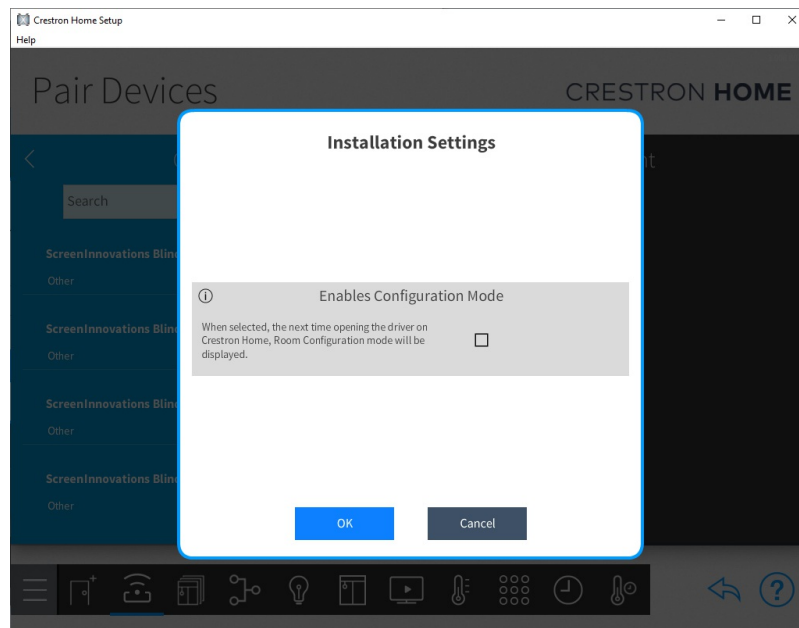 Crestron Home Setup
Help
Pair Devices
CRESTRON HOME
Installation Settings
Search
ScreenInnovations Blin
Other
ScreenInnovations Blin
Other
ScreenInnovations Blin
Other
ScreenInnovations Blin
Other
Enables Configuration Mode
When selected, the next time opening the driver on
Crestron Home, Room Configuration mode will be
displayed.
OK
Cancel